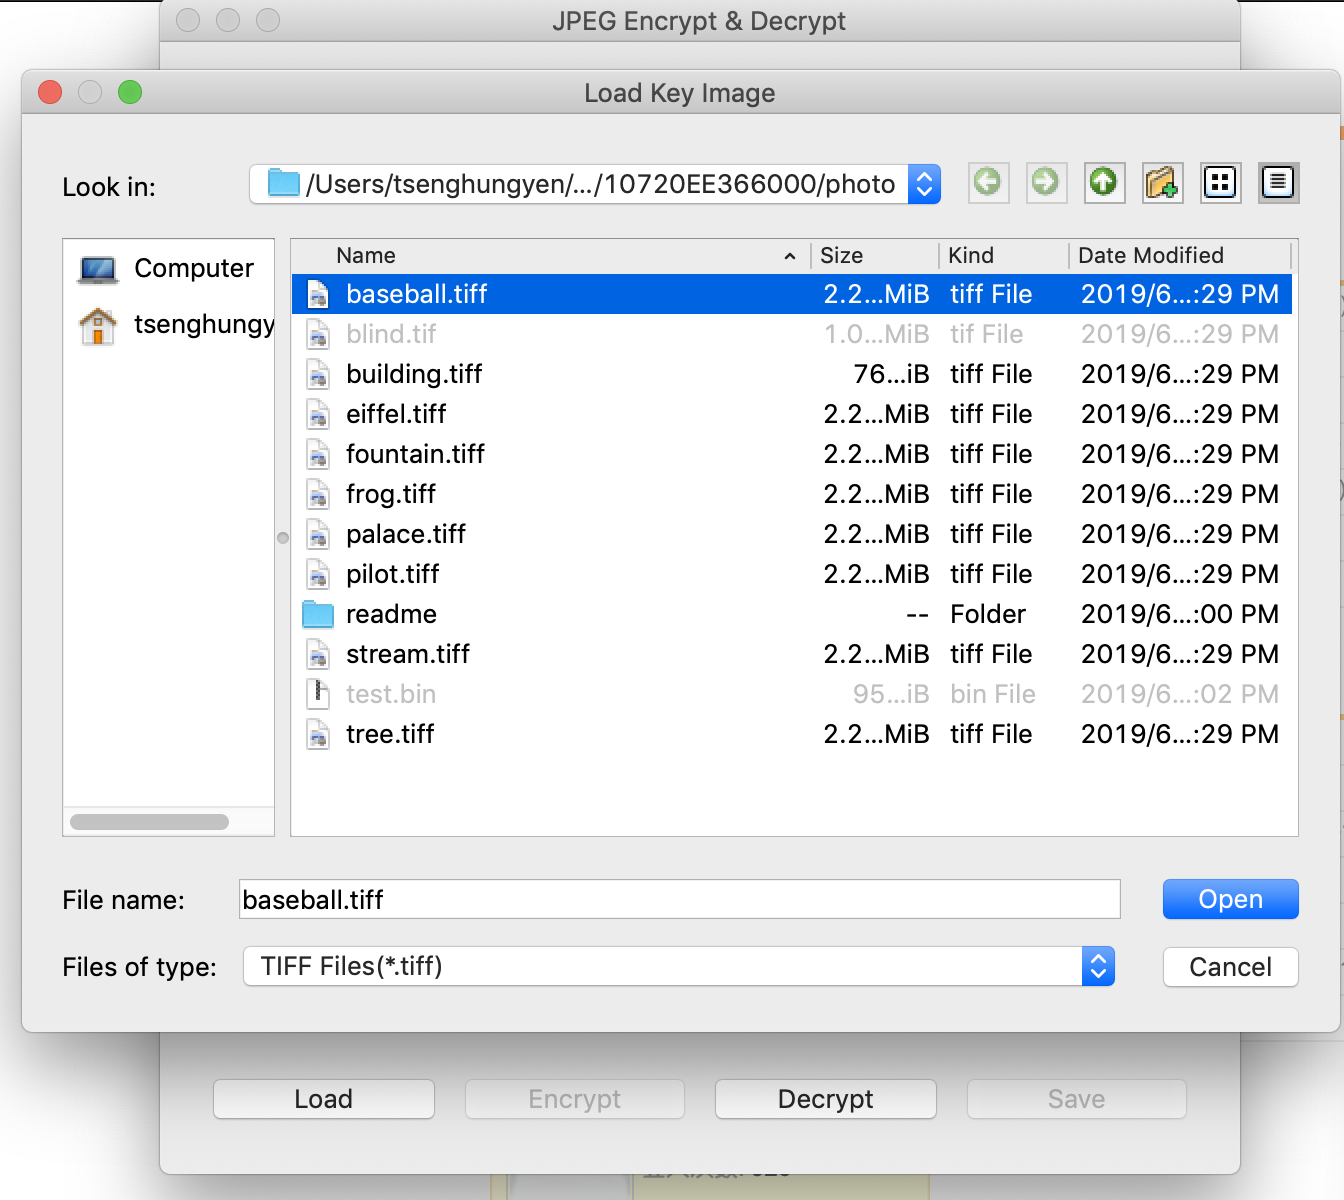 JPEG Encrypt & Decrypt
Load Key Image
Look in: /Users/tsenghungyen/.../10720EE366000/photo
Computer
tsenghungy
Name Size Kind Date Modified
baseball.tiff 2.2...MiB tiff File 2019/6...:29 PM
blind.tif 1.0...MiB tif File 2019/6...:29 PM
building.tiff 76...iB tiff File 2019/6...:29 PM
eiffel.tiff 2.2...MiB tiff File 2019/6...:29 PM
fountain.tiff 2.2...MiB tiff File 2019/6...:29 PM
frog.tiff 2.2...MiB tiff File 2019/6...:29 PM
palace.tiff 2.2...MiB tiff File 2019/6...:29 PM
pilot.tiff 2.2...MiB tiff File 2019/6...:29 PM
readme -- Folder 2019/6...:00 PM
stream.tiff 2.2...MiB tiff File 2019/6...:29 PM
test.bin 95...iB bin File 2019/6...:02 PM
tree.tiff 2.2...MiB tiff File 2019/6...:29 PM
File name: baseball.tiff Open
Files of type: TIFF Files(*.tiff) Cancel
Load Encrypt Decrypt Save